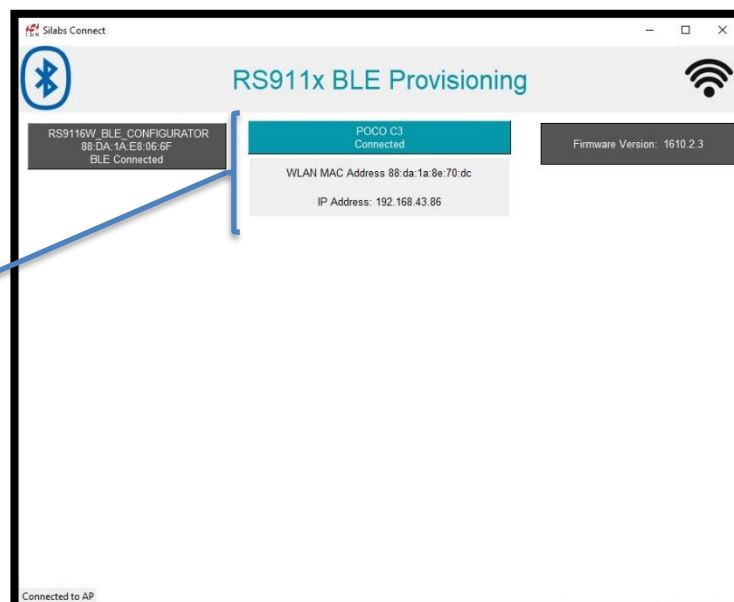 Silabs Connect
RS911x BLE Provisioning
RS9116W_BLE_CONFIGURATOR
88:DA:1A:E8:06:6F
BLE Connected
POCO C3
Connected
WLAN MAC Address 88:da:1a:8e:70:dc
IP Address: 192.168.43.86
Firmware Version: 1610.2.3
Connected to AP